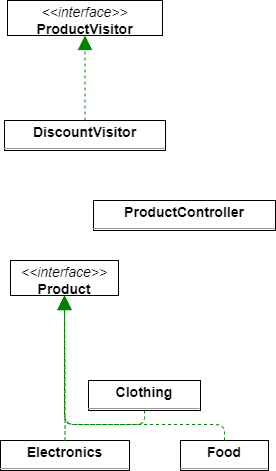 <<interface>>
ProductVisitor
DiscountVisitor
ProductController
<<interface>>
Product
Clothing
Electronics
Food